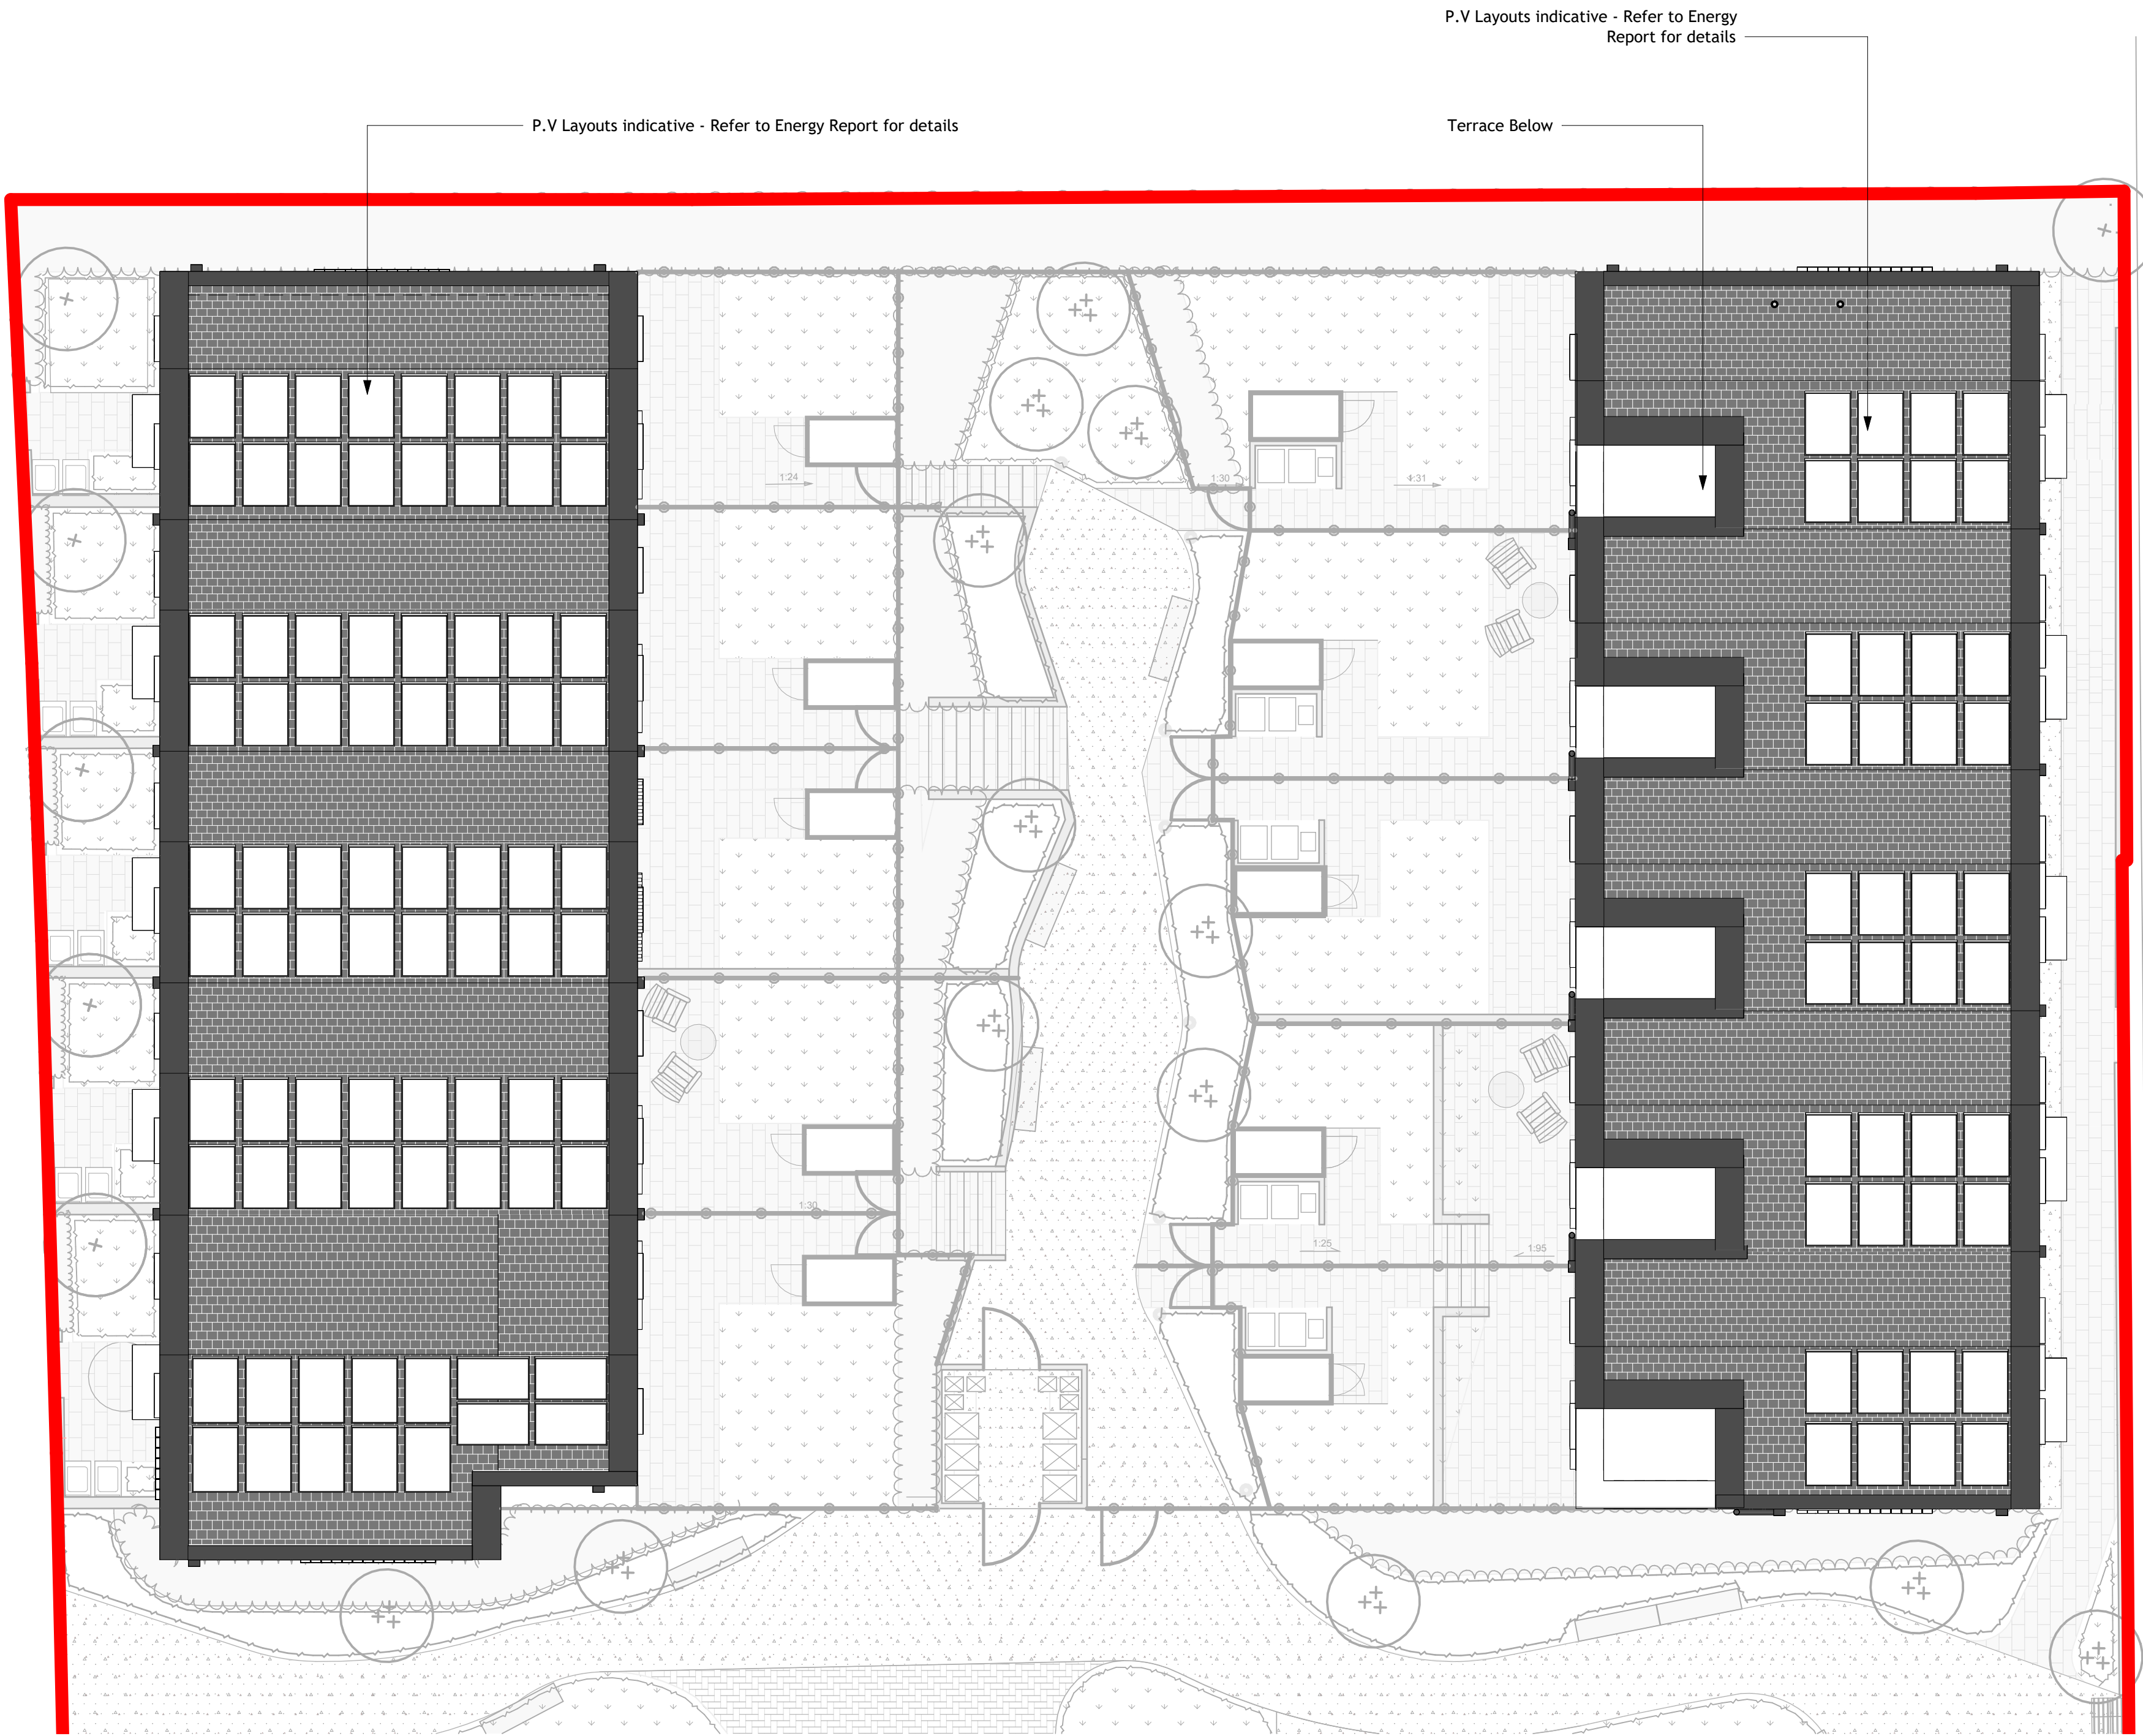 P.V Layouts indicative - Refer to Energy
Report for details
P.V Layouts indicative - Refer to Energy Report for details
Terrace Below
1:24
1:30
1:31
1:30
1:25
1:95